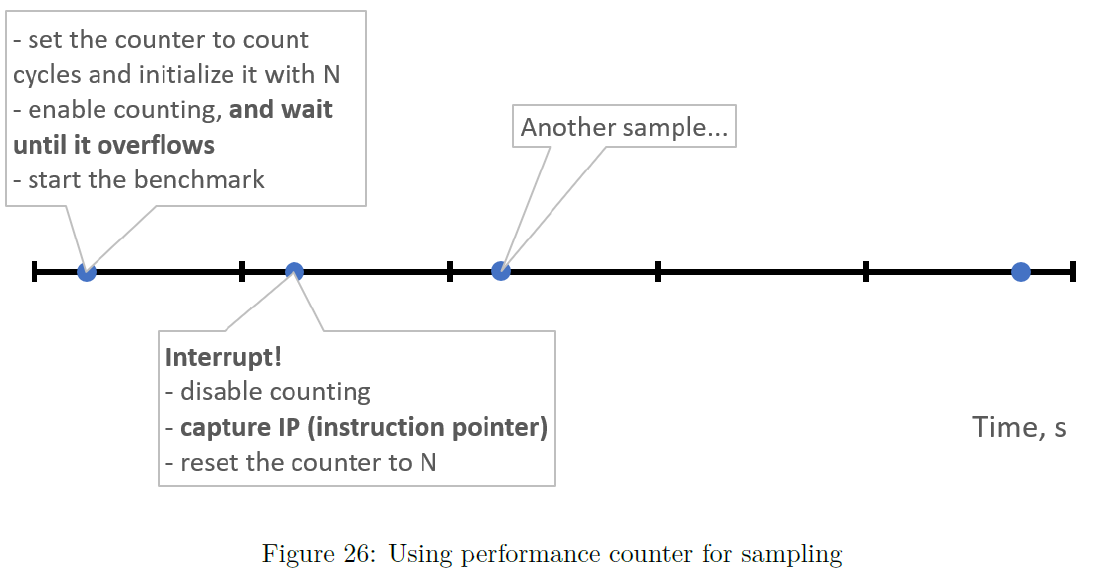 - set the counter to count
cycles and initialize it with N
- enable counting, and wait
until it overflows
- start the benchmark
Another sample...
Interrupt!
- disable counting
- capture IP (instruction pointer)
- reset the counter to N
Time, s
Figure 26: Using performance counter for sampling